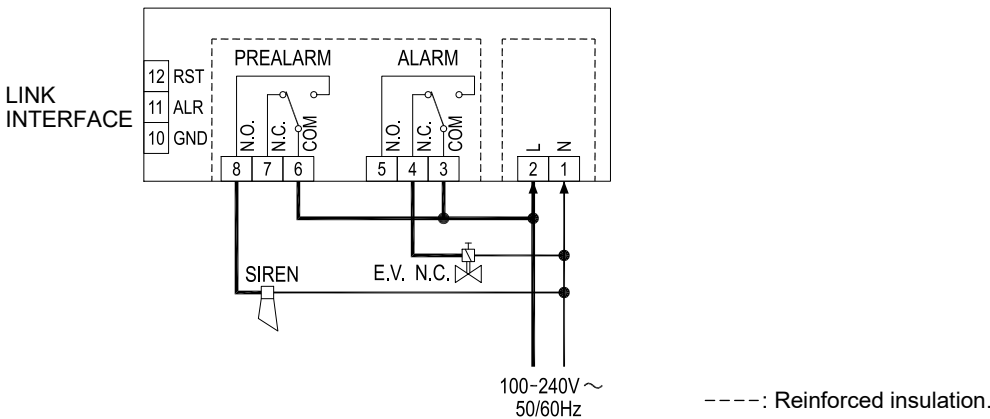 PREALARM
ALARM
LINK
INTERFACE
12 RST
11 ALR
10 GND
N.O.
N.C.
COM
N.O.
N.C.
COM
L
N
8 7 6 5 4 3 2 1
SIREN
E.V. N.C.
100-240V ~
50/60Hz
----: Reinforced insulation.